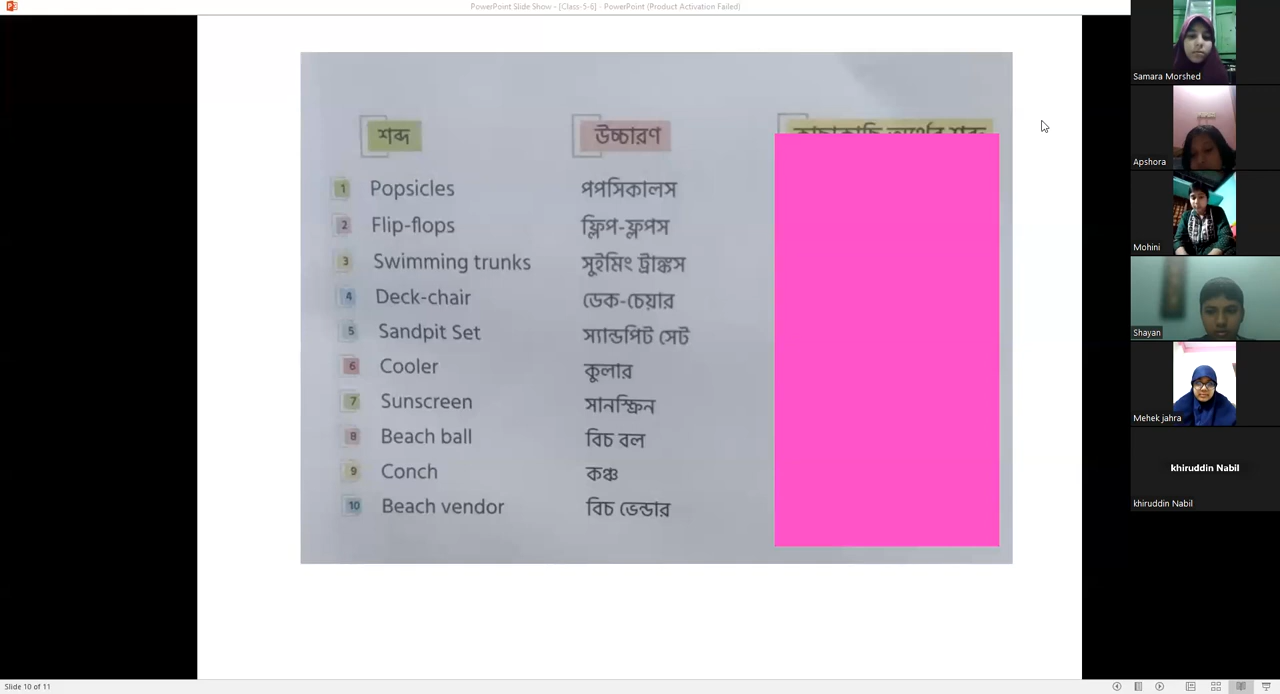 PowerPoint Slide Show - [Class-5-6] - PowerPoint (Product Activation Failed)
শব্দ উচ্চারণ কাছাকাছি অর্থের শব্দ
1 Popsicles পপসিকালস
2 Flip-flops ফ্লিপ-ফ্লপস
3 Swimming trunks সুইমিং ট্রাঙ্কস
4 Deck-chair ডেক-চেয়ার
5 Sandpit Set স্যান্ডপিট সেট
6 Cooler কুলার
7 Sunscreen সানস্ক্রিন
8 Beach ball বিচ বল
9 Conch কঞ্চ
10 Beach vendor বিচ ভেন্ডার
Samara Morshed
Apshora
Mohini
Shayan
Mehek jahra
khiruddin Nabil
khiruddin Nabil
Slide 10 of 11